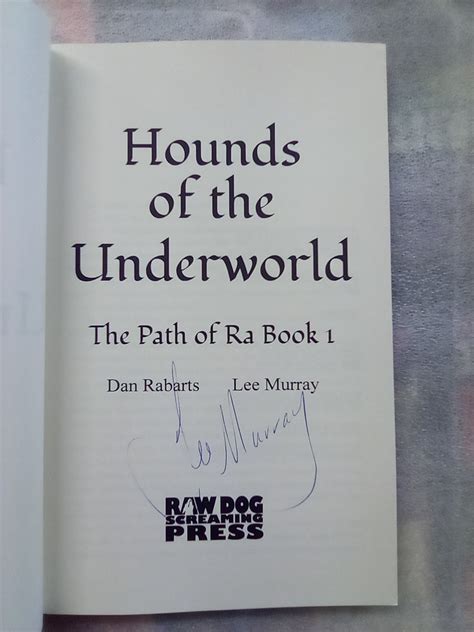 Hounds
of the
Underworld
The Path of Ra Book 1
Dan Rabarts Lee Murray
Lee Murray
RAW DOG
SCREAMING
PRESS